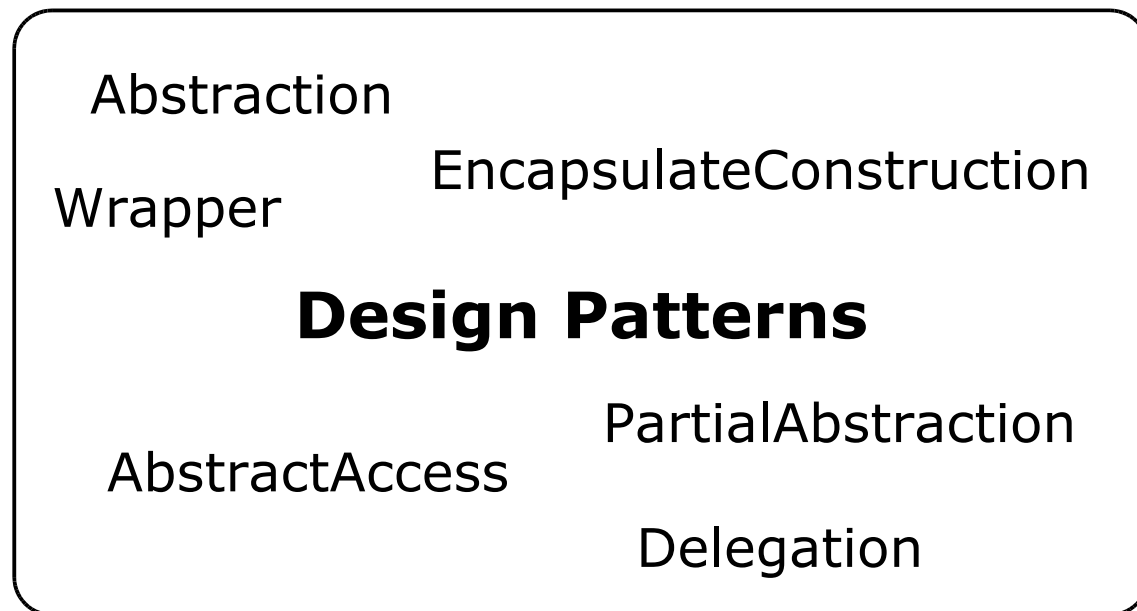 Abstraction
EncapsulateConstruction
Wrapper
Design Patterns
PartialAbstraction
AbstractAccess
Delegation